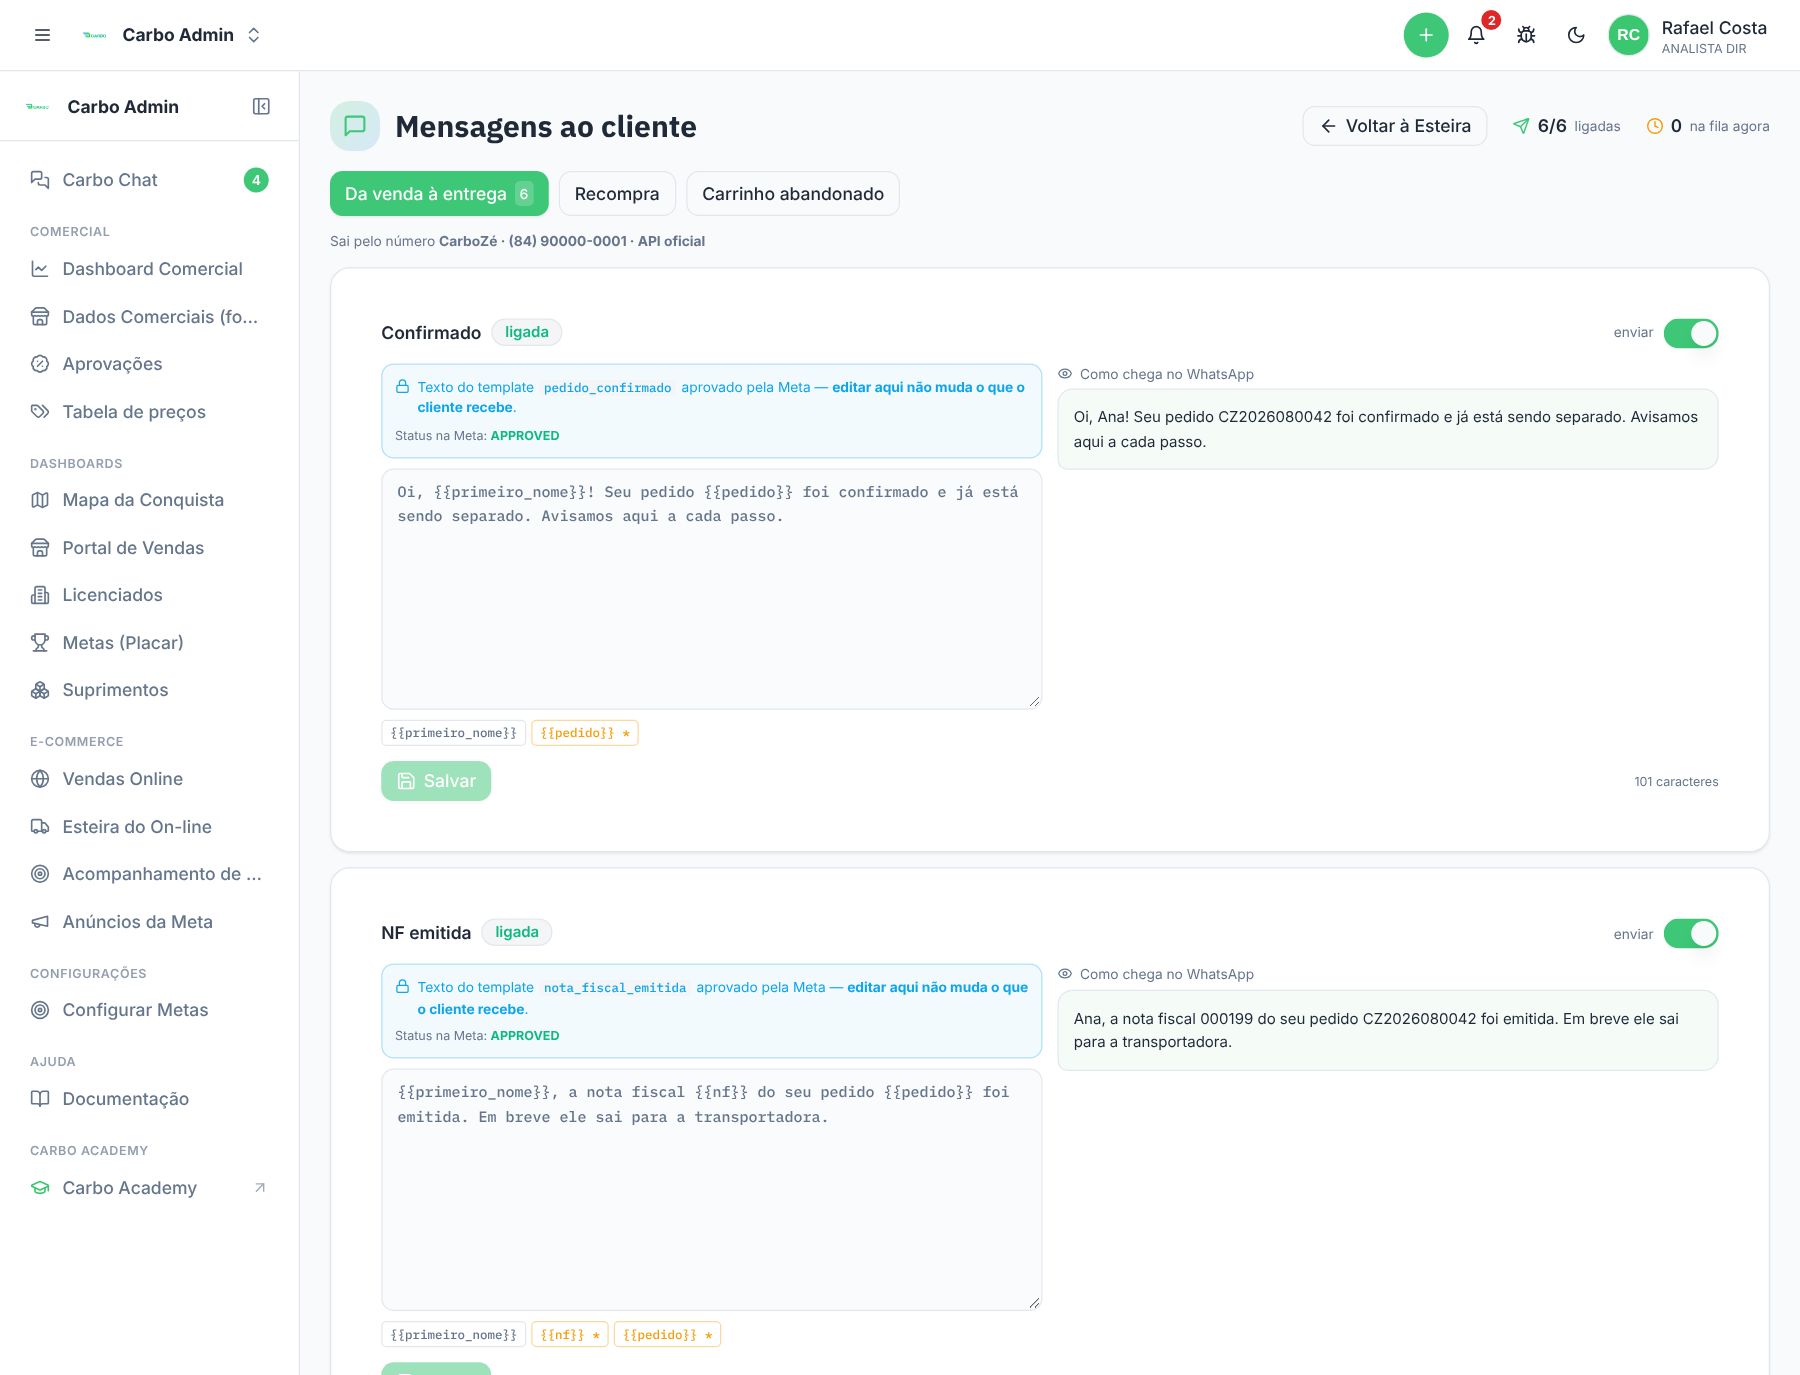 Carbo Admin
2
RC
Rafael Costa
ANALISTA DIR
Carbo Admin
Carbo Chat
4
COMERCIAL
Dashboard Comercial
Dados Comerciais (fo...
Aprovações
Tabela de preços
DASHBOARDS
Mapa da Conquista
Portal de Vendas
Licenciados
Metas (Placar)
Suprimentos
E-COMMERCE
Vendas Online
Esteira do On-line
Acompanhamento de ...
Anúncios da Meta
CONFIGURAÇÕES
Configurar Metas
AJUDA
Documentação
CARBO ACADEMY
Carbo Academy
Mensagens ao cliente
Voltar à Esteira
6/6 ligadas
0 na fila agora
Da venda à entrega 6
Recompra
Carrinho abandonado
Sai pelo número CarboZé · (84) 90000-0001 · API oficial
Confirmado
ligada
enviar
Texto do template pedido_confirmado aprovado pela Meta — editar aqui não muda o que o
cliente recebe.
Status na Meta: APPROVED
Oi, {{primeiro_nome}}! Seu pedido {{pedido}} foi confirmado e já está
sendo separado. Avisamos aqui a cada passo.
{{primeiro_nome}}
{{pedido}} *
Salvar
Como chega no WhatsApp
Oi, Ana! Seu pedido CZ2026080042 foi confirmado e já está sendo separado. Avisamos
aqui a cada passo.
101 caracteres
NF emitida
ligada
enviar
Texto do template nota_fiscal_emitida aprovado pela Meta — editar aqui não muda o que
o cliente recebe.
Status na Meta: APPROVED
{{primeiro_nome}}, a nota fiscal {{nf}} do seu pedido {{pedido}} foi
emitida. Em breve ele sai para a transportadora.
{{primeiro_nome}}
{{nf}} *
{{pedido}} *
Como chega no WhatsApp
Ana, a nota fiscal 000199 do seu pedido CZ2026080042 foi emitida. Em breve ele sai
para a transportadora.